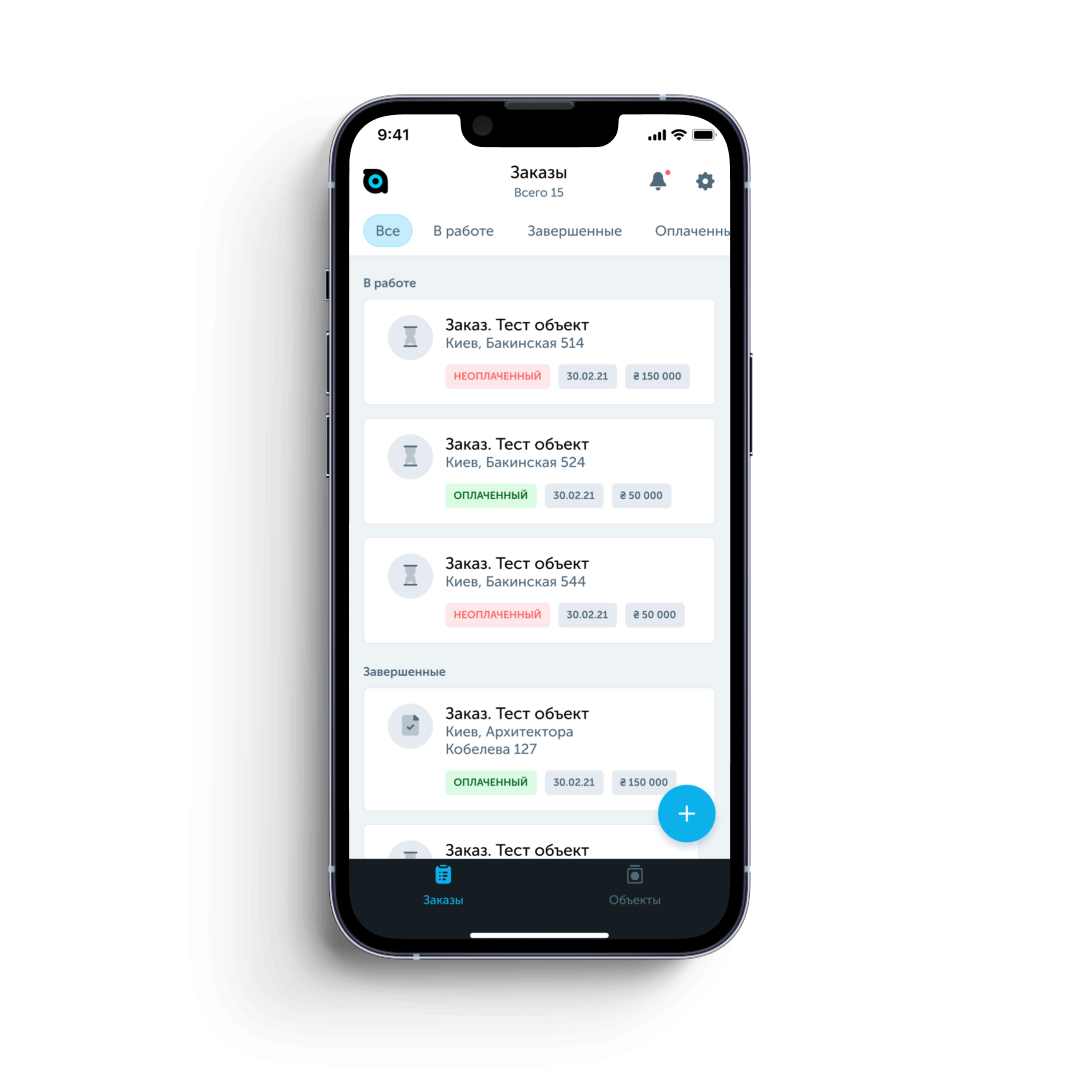 9:41
Заказы
Всего 15
Все В работе Завершенные Оплаченны
В работе
Заказ. Тест объект
Киев, Бакинская 514
НЕОПЛАЧЕННЫЙ 30.02.21 ₴ 150 000
Заказ. Тест объект
Киев, Бакинская 524
ОПЛАЧЕННЫЙ 30.02.21 ₴ 50 000
Заказ. Тест объект
Киев, Бакинская 544
НЕОПЛАЧЕННЫЙ 30.02.21 ₴ 50 000
Завершенные
Заказ. Тест объект
Киев, Архитектора
Кобелева 127
ОПЛАЧЕННЫЙ 30.02.21 ₴ 150 000
Заказ. Тест объект
Заказы Объекты